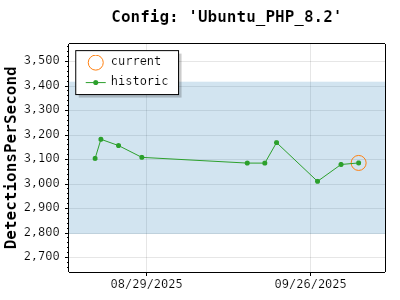 Config: 'Ubuntu_PHP_8.2'
current
historic
DetectionsPerSecond
3,500
3,400
3,300
3,200
3,100
3,000
2,900
2,800
2,700
08/29/2025
09/26/2025